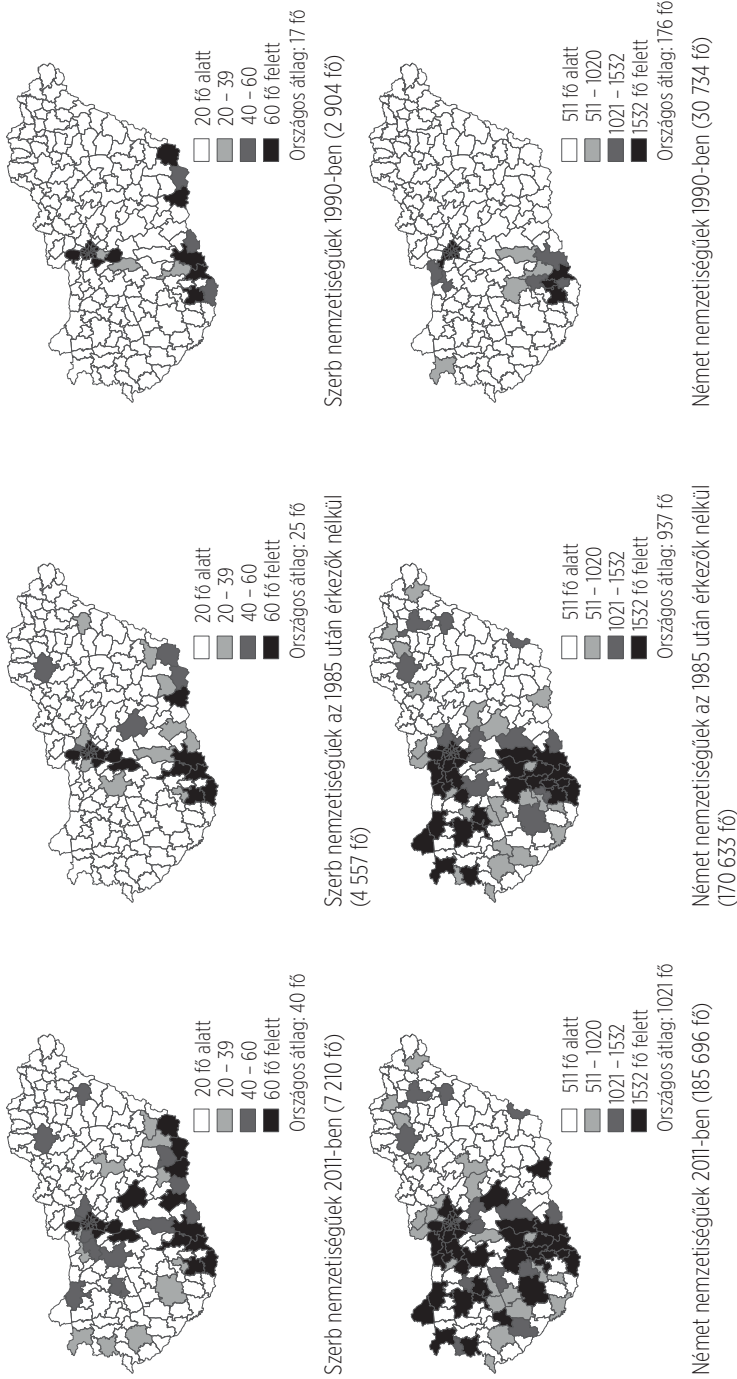 20 fő alatt
20 – 39
40 – 60
60 fő felett
Országos átlag: 40 fő
Szerb nemzetiségűek 2011-ben (7 210 fő)
20 fő alatt
20 – 39
40 – 60
60 fő felett
Országos átlag: 25 fő
Szerb nemzetiségűek az 1985 után érkezők nélkül
(4 557 fő)
20 fő alatt
20 – 39
40 – 60
60 fő felett
Országos átlag: 17 fő
Szerb nemzetiségűek 1990-ben (2 904 fő)
511 fő alatt
511 – 1020
1021 – 1532
1532 fő felett
Országos átlag: 1021 fő
Német nemzetiségűek 2011-ben (185 696 fő)
511 fő alatt
511 – 1020
1021 – 1532
1532 fő felett
Országos átlag: 937 fő
Német nemzetiségűek az 1985 után érkezők nélkül
(170 633 fő)
511 fő alatt
511 – 1020
1021 – 1532
1532 fő felett
Országos átlag: 176 fő
Német nemzetiségűek 1990-ben (30 734 fő)